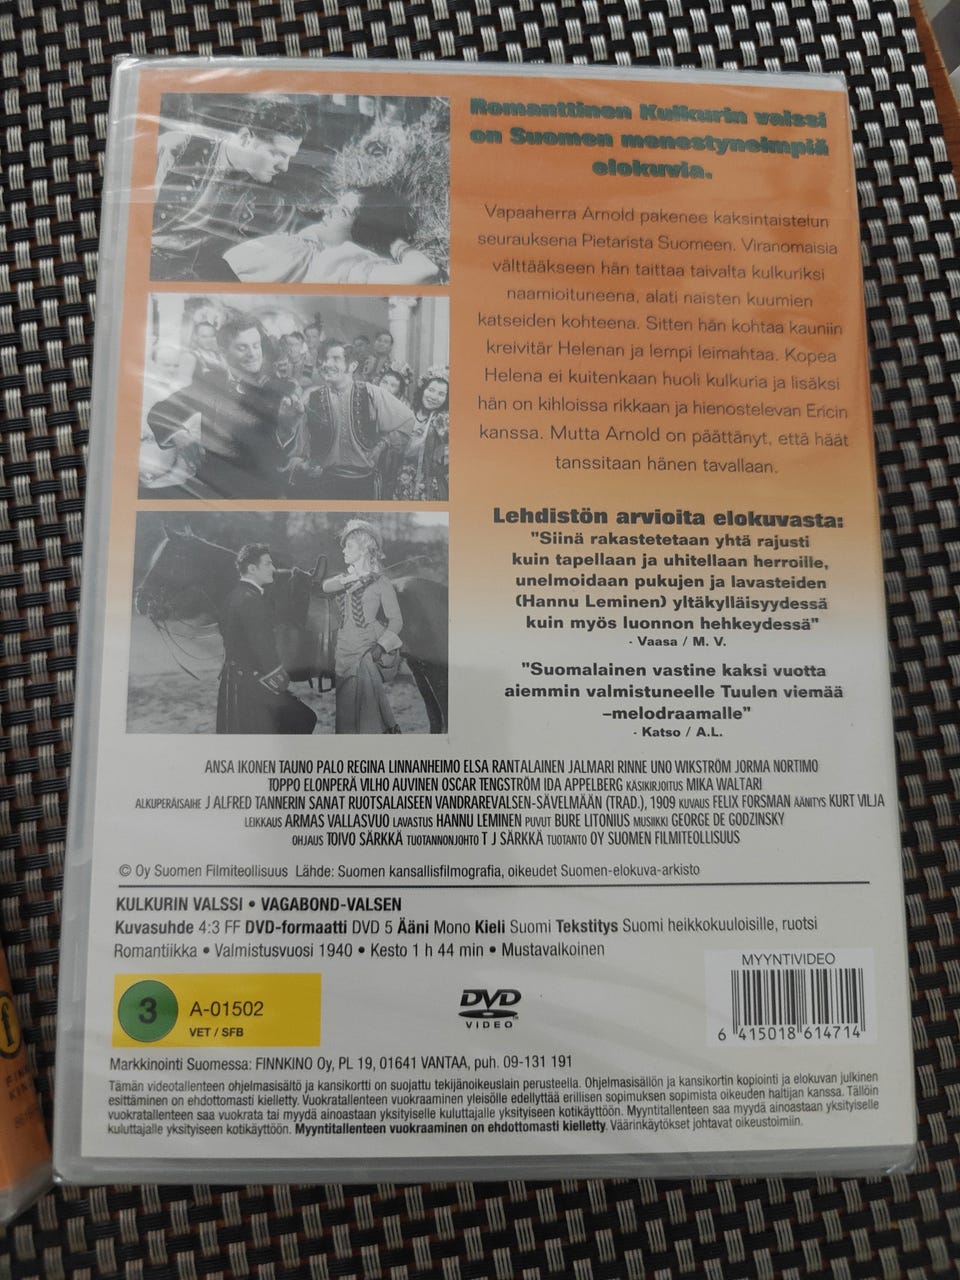 Romanttinen Kulkurin valssi
on Suomen menestyneimpiä
elokuvia.
Vapaaherra Arnold pakenee kaksintaistelun
seurauksena Pietarista Suomeen. Viranomaisia
välttääkseen hän taittaa taivalta kulkuriksi
naamioituneena, alati naisten kuumien
katseiden kohteena. Sitten hän kohtaa kauniin
kreivitär Helenan ja lempi leimahtaa. Kopea
Helena ei kuitenkaan huoli kulkuria ja lisäksi
hän on kihloissa rikkaan ja hienostelevan Ericin
kanssa. Mutta Arnold on päättänyt, että häät
tanssitaan hänen tavallaan.
Lehdistön arvioita elokuvasta:
"Siinä rakastetetaan yhtä rajusti
kuin tapellaan ja uhitellaan herroille,
unelmoidaan pukujen ja lavasteiden
(Hannu Leminen) yltäkylläisyydessä
kuin myös luonnon hehkeydessä"
- Vaasa / M. V.
"Suomalainen vastine kaksi vuotta
aiemmin valmistuneelle Tuulen viemää
–melodraamalle"
- Katso / A.L.
ANSA IKONEN TAUNO PALO REGINA LINNANHEIMO ELSA RANTALAINEN JALMARI RINNE UNO WIKSTRÖM JORMA NORTIMO
TOPPO ELONPERÄ VILHO AUVINEN OSCAR TENGSTRÖM IDA APPELBERG KÄSIKIRJOITUS MIKA WALTARI
ALKUPERÄISAIHE J ALFRED TANNERIN SANAT RUOTSALAISEEN VANDRAREVALSEN-SÄVELMÄÄN (TRAD.), 1909 KUVAUS FELIX FORSMAN ÄÄNITYS KURT VILJA
LEIKKAUS ARMAS VALLASVUO LAVASTUS HANNU LEMINEN PUVUT BURE LITONIUS MUSIIKKI GEORGE DE GODZINSKY
OHJAUS TOIVO SÄRKKÄ TUOTANNONJOHTO T J SÄRKKÄ TUOTANTO OY SUOMEN FILMITEOLLISUUS
© Oy Suomen Filmiteollisuus Lähde: Suomen kansallisfilmografia, oikeudet Suomen-elokuva-arkisto
KULKURIN VALSSI • VAGABOND-VALSEN
Kuvasuhde 4:3 FF DVD-formaatti DVD 5 Ääni Mono Kieli Suomi Tekstitys Suomi heikkokuuloisille, ruotsi
Romantiikka • Valmistusvuosi 1940 • Kesto 1 h 44 min • Mustavalkoinen
MYYNTIVIDEO
3 A-01502
VET / SFB
DVD
VIDEO
6 415018 614714
Markkinointi Suomessa: FINNKINO Oy, PL 19, 01641 VANTAA, puh. 09-131 191
Tämän videotallenteen ohjelmasisältö ja kansikortti on suojattu tekijänoikeuslain perusteella. Ohjelmasisällön ja kansikortin kopiointi ja elokuvan julkinen
esittäminen on ehdottomasti kielletty. Vuokratallenteen vuokraaminen yleisölle edellyttää erillisen sopimuksen sopimista oikeuden haltijan kanssa. Tällöin
vuokratallenteen saa vuokrata tai myydä ainoastaan yksityiselle kuluttajalle yksityiseen kotikäyttöön. Myyntitallenteen saa myydä ainoastaan yksityiselle
kuluttajalle yksityiseen kotikäyttöön. Myyntitallenteen vuokraaminen on ehdottomasti kielletty. Väärinkäytökset johtavat oikeustoimiin.